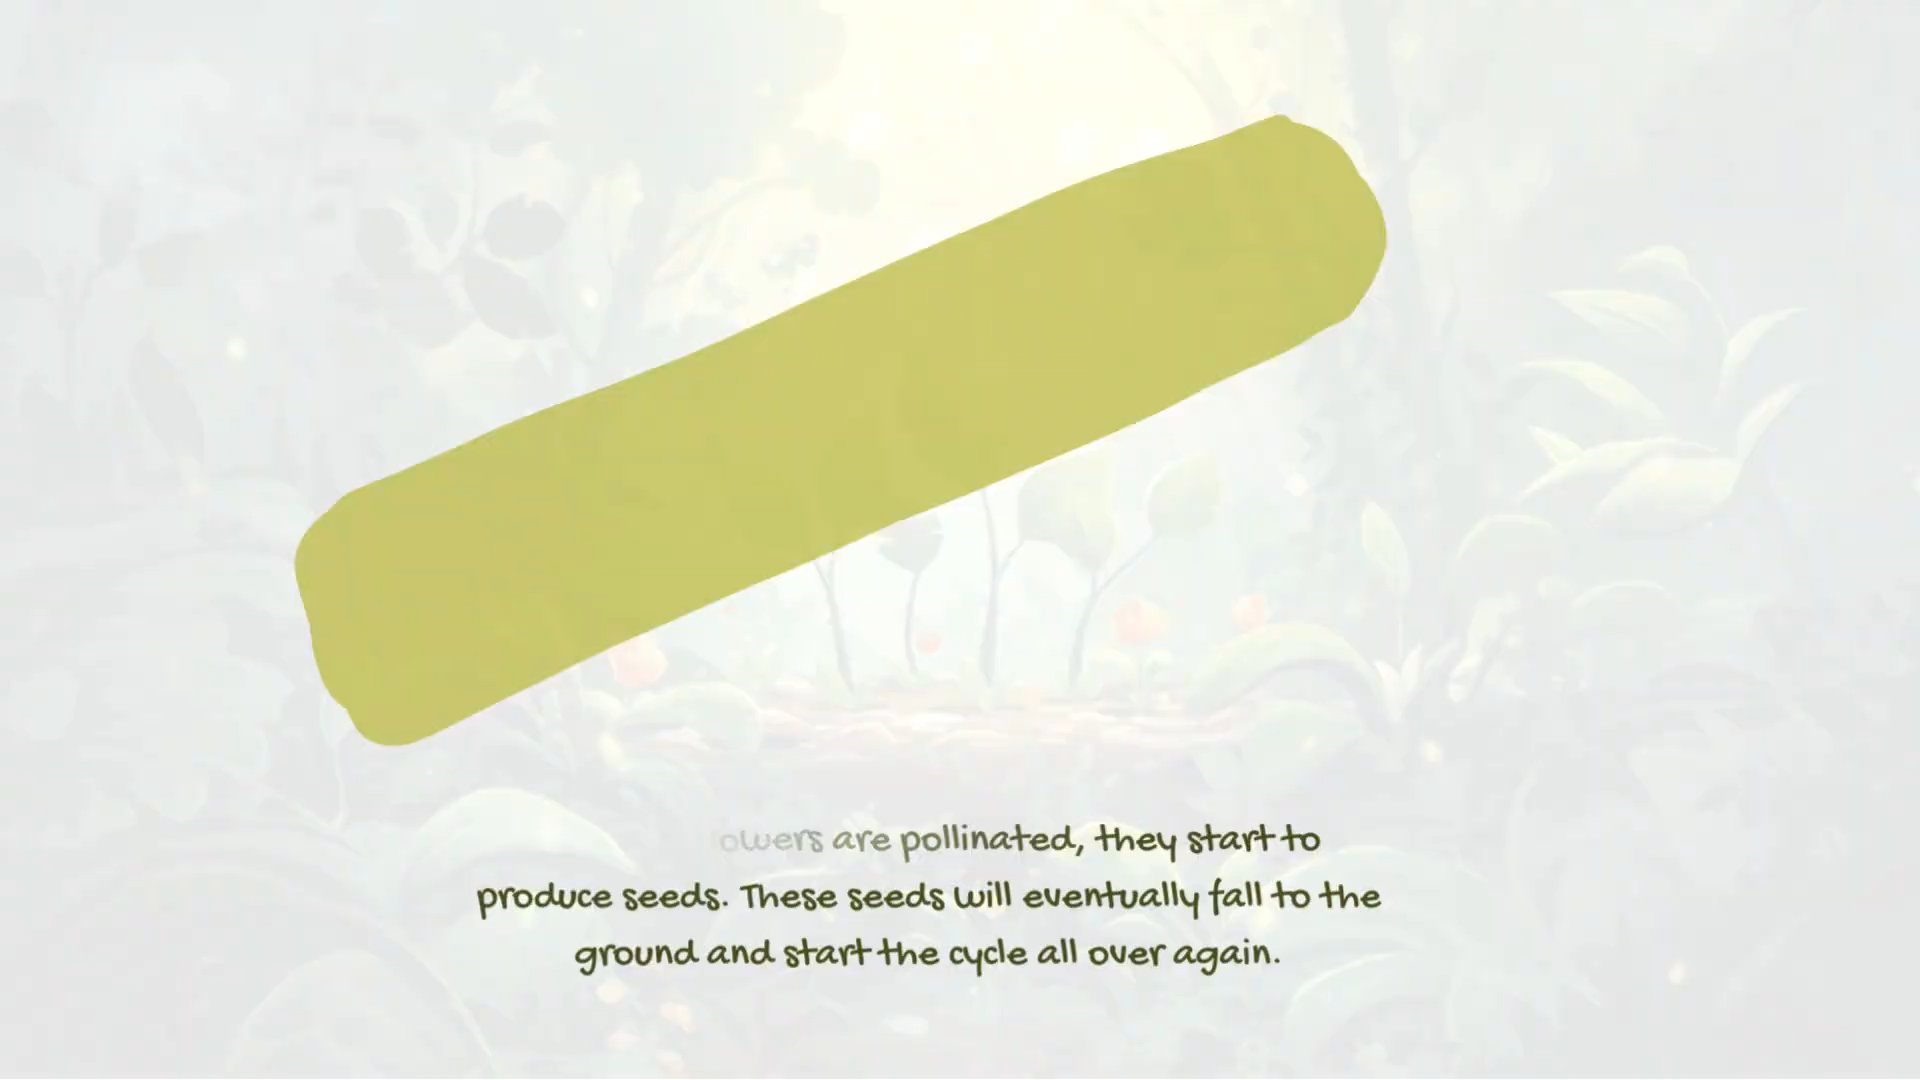 owers are pollinated, they start to
produce seeds. These seeds will eventually fall to the
ground and start the cycle all over again.